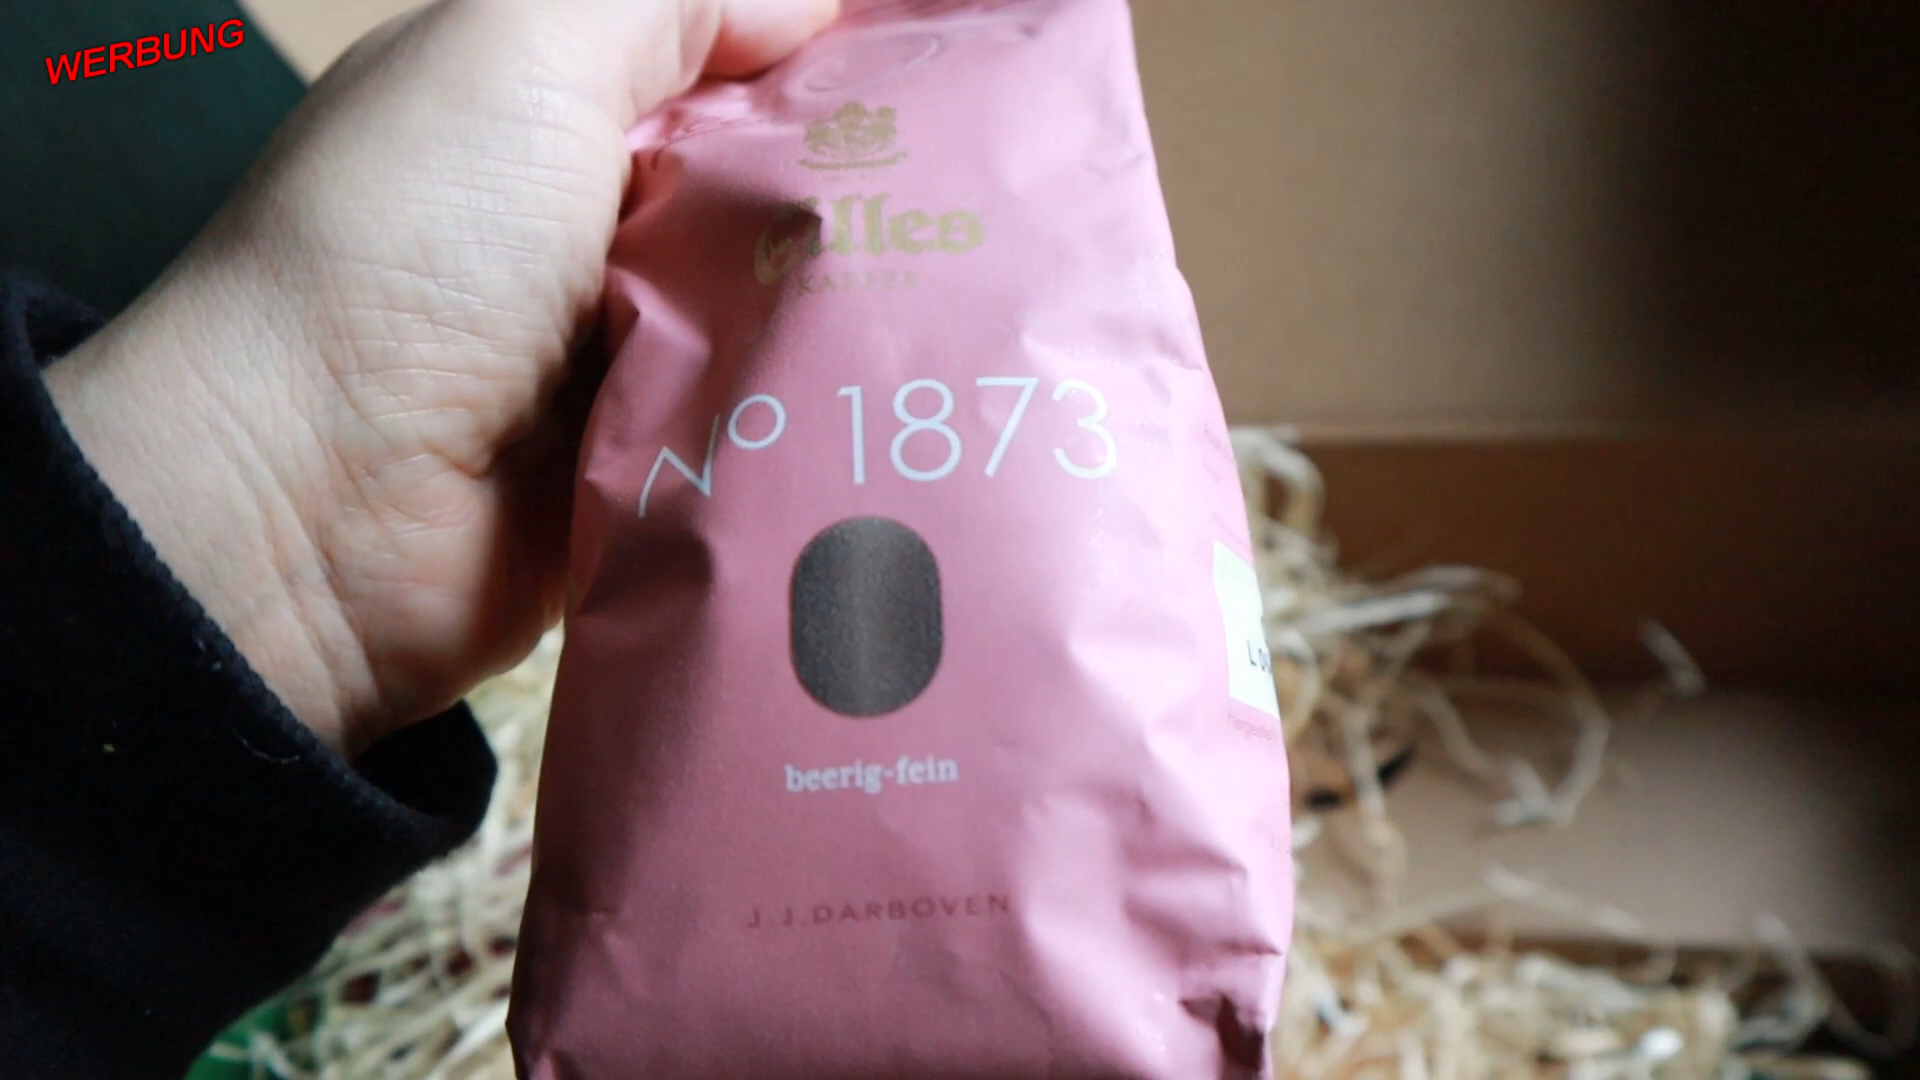 WERBUNG
Eilles
KAFFEE
Nº 1873
beerig-fein
J.J.DARBOVEN